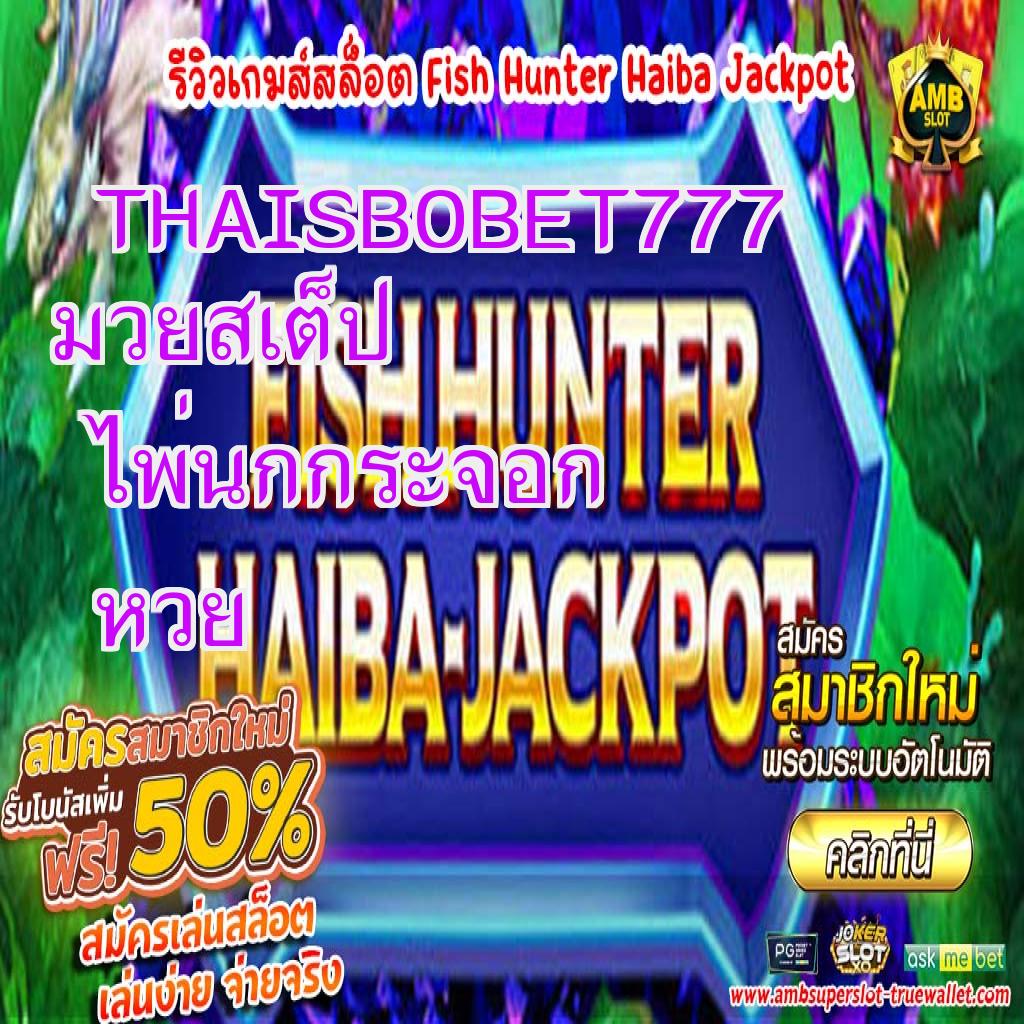 รีวิวเกมส์สล็อต Fish Hunter Haiba Jackpot
AMB
SLOT
THAISBOBET777
มวยสเต็ป
FISH HUNTER
ไพ่นกกระจอก
HAIBA-JACKPOT
หวย
สมัคร
สมาชิกใหม่
พร้อมระบบอัตโนมัติ
คลิกที่นี่
สมัครสมาชิกใหม่
รับโบนัสเพิ่ม
ฟรี! 50%
สมัครเล่นสล็อต
เล่นง่าย จ่ายจริง
PG
JOKER
SLOT
XO
ask me bet
www.ambsuperslot-truewallet.com